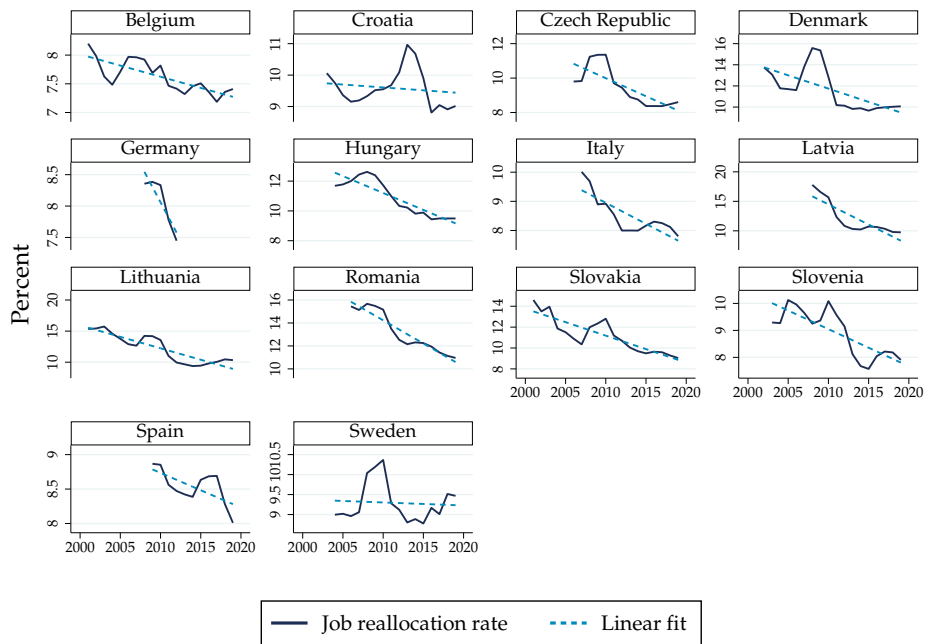 Belgium
7
7.5
8
Croatia
9
10
11
Czech Republic
8
10
12
Denmark
10
12
14
16
Germany
7.5
8
8.5
Hungary
8
10
12
Italy
8
9
10
Latvia
10
15
20
Lithuania
10
15
20
Romania
10
12
14
16
Slovakia
8
10
12
14
2000 2005 2010 2015 2020
Slovenia
8
9
10
2000 2005 2010 2015 2020
Spain
8
8.5
9
2000 2005 2010 2015 2020
Sweden
9
9.5
10
10.5
2000 2005 2010 2015 2020
Percent
Job reallocation rate
Linear fit